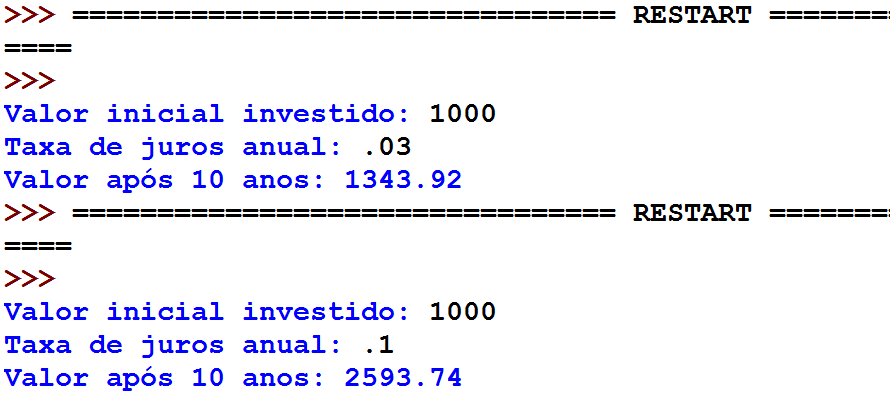 >>> ================================ RESTART ========
====
>>>
Valor inicial investido: 1000
Taxa de juros anual: .03
Valor após 10 anos: 1343.92
>>> ================================ RESTART ========
====
>>>
Valor inicial investido: 1000
Taxa de juros anual: .1
Valor após 10 anos: 2593.74